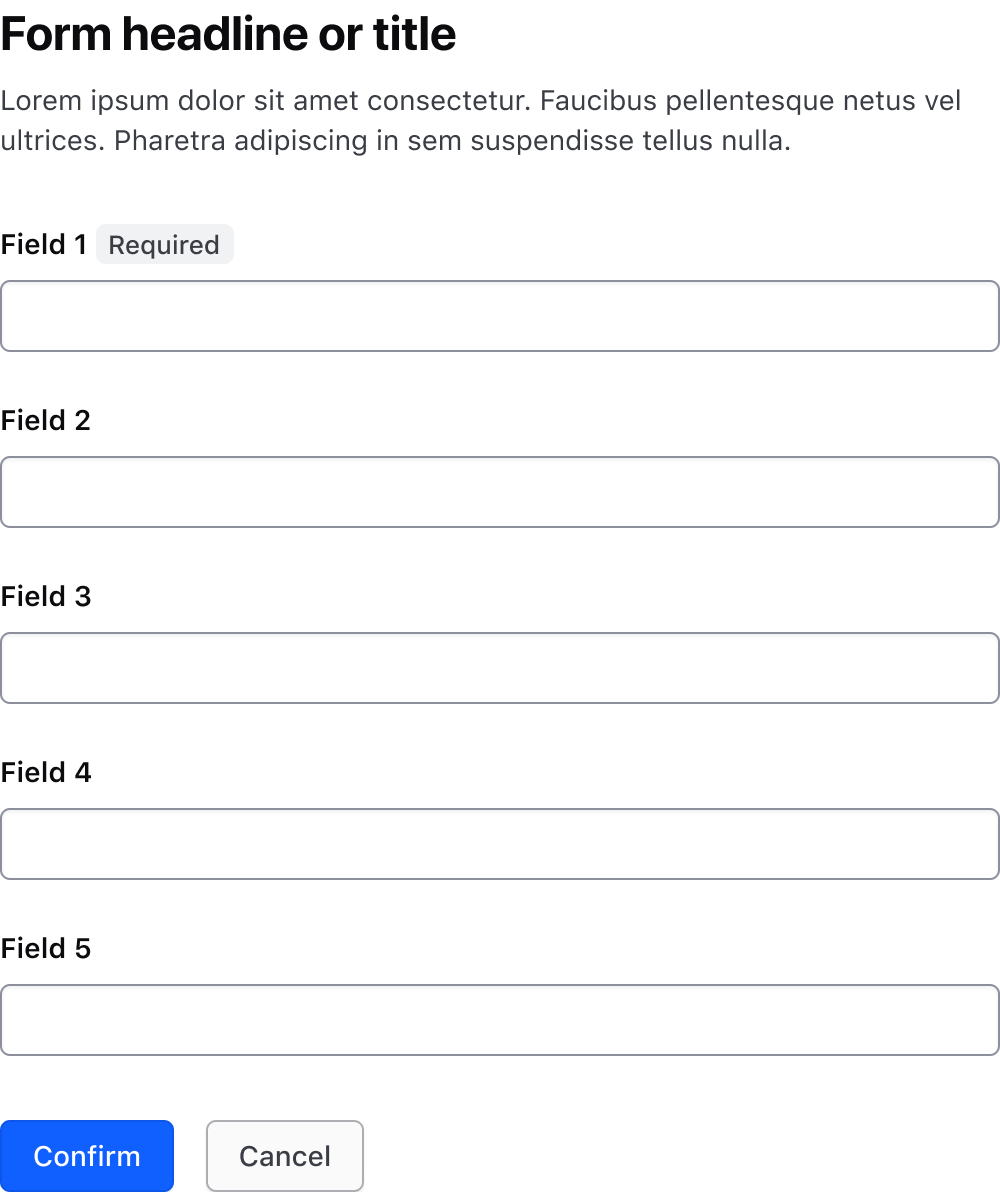 Form headline or title
Lorem ipsum dolor sit amet consectetur. Faucibus pellentesque netus vel
ultrices. Pharetra adipiscing in sem suspendisse tellus nulla.
Field 1 Required
Field 2
Field 3
Field 4
Field 5
Confirm Cancel